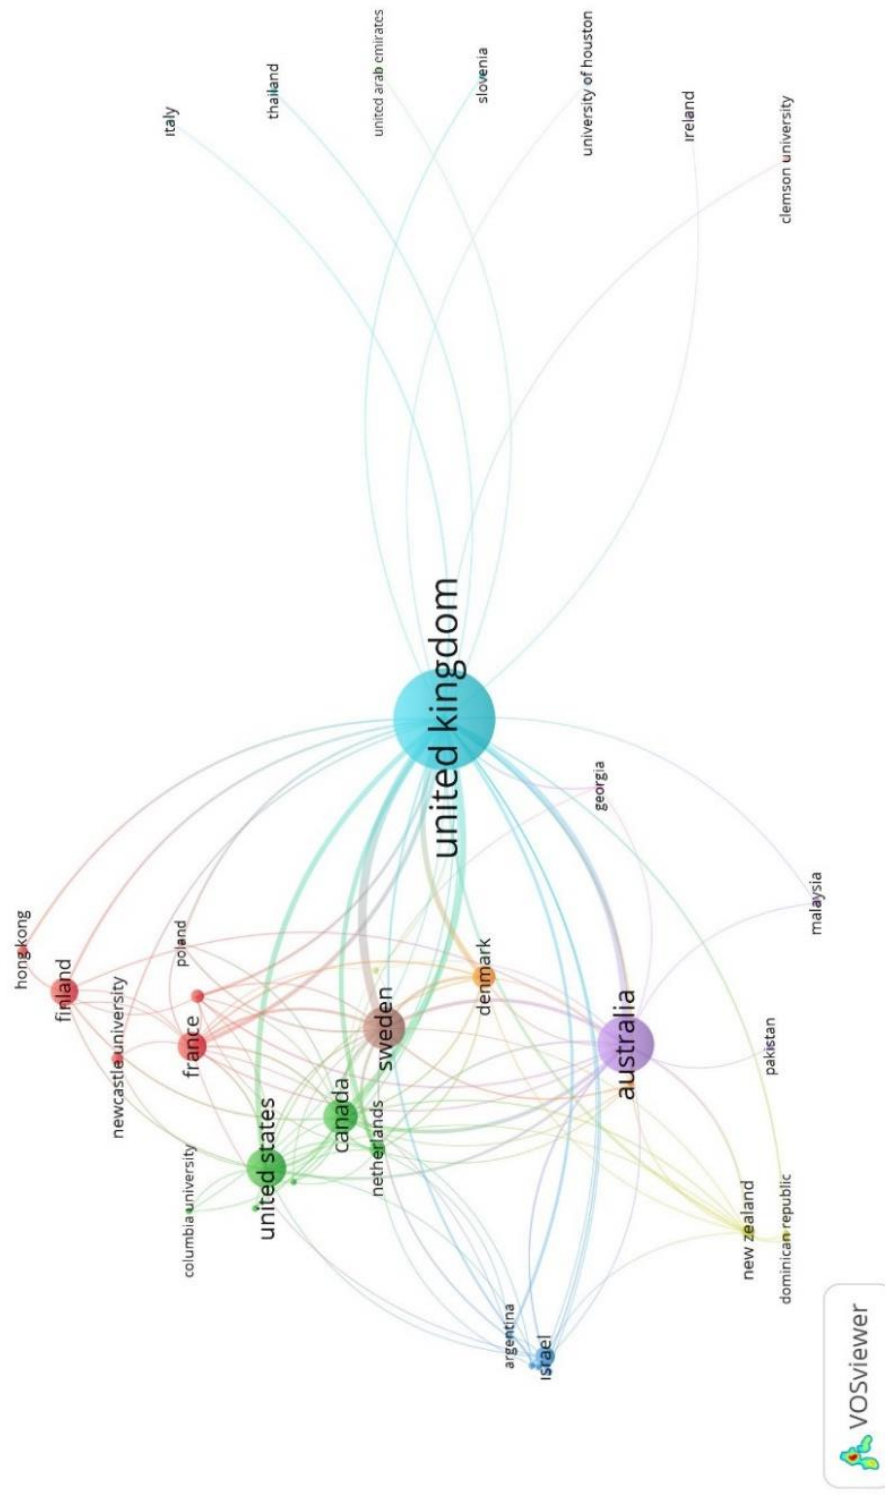 hong kong
finland
newcastle university
poland
france
columbia university
united states
canada
netherlands
sweden
denmark
argentina
israel
united kingdom
georgia
australia
malaysia
pakistan
new zealand
dominican republic
italy
thailand
united arab emirates
slovenia
university of houston
ireland
clemson university
VOSviewer